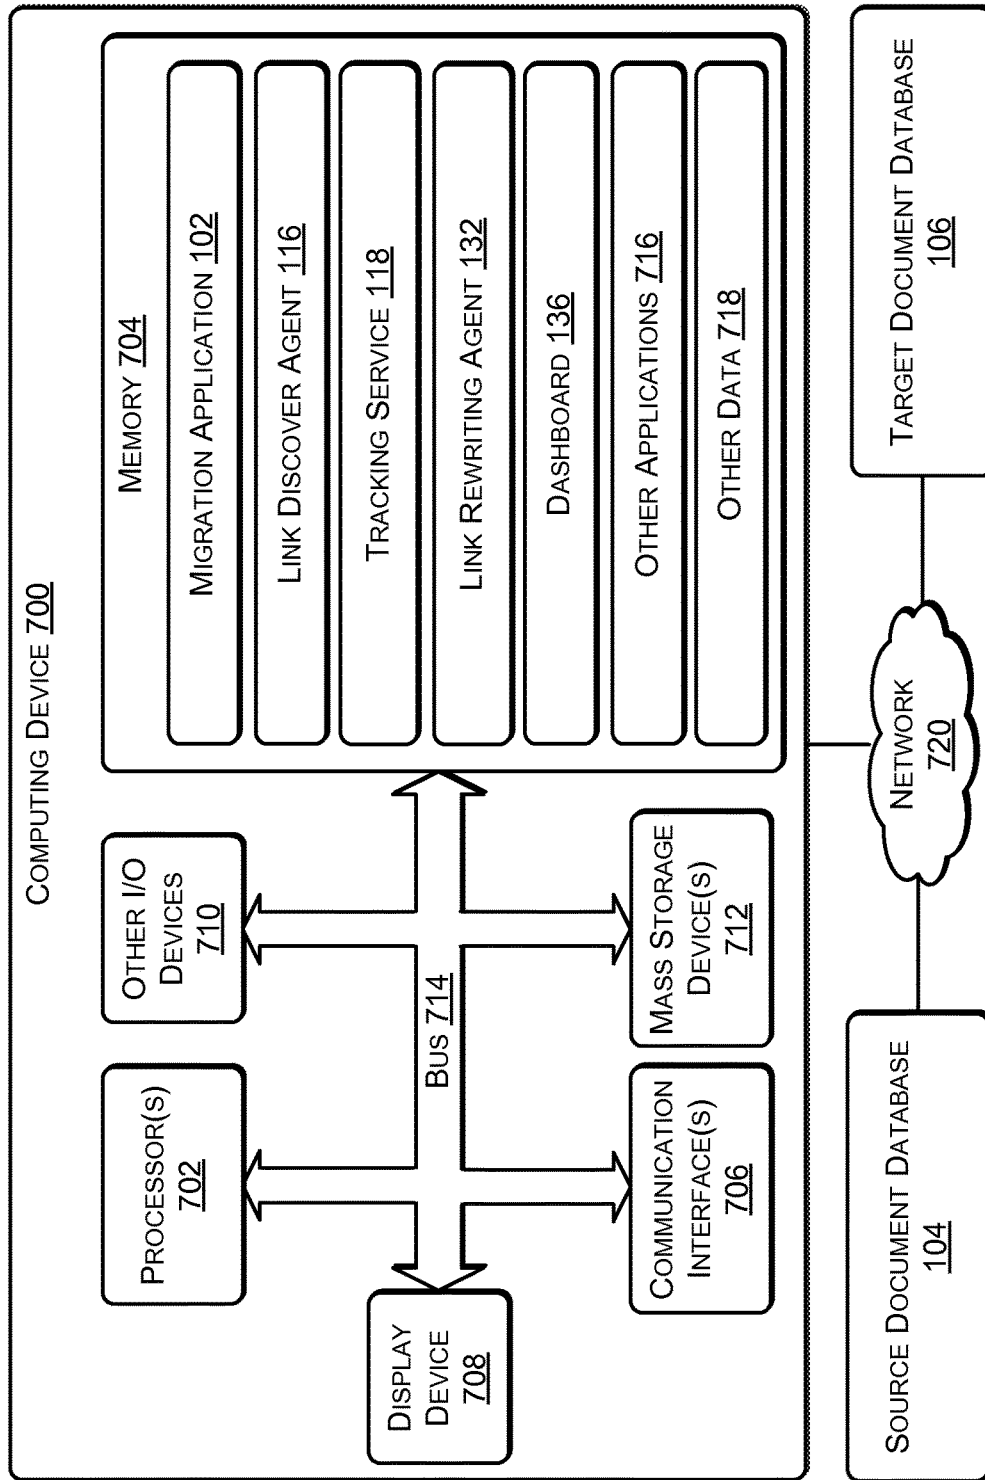 COMPUTING DEVICE 700
PROCESSOR(S)
702
OTHER I/O
DEVICES
710
DISPLAY
DEVICE
708
BUS 714
COMMUNICATION
INTERFACE(S)
706
MASS STORAGE
DEVICE(S)
712
MEMORY 704
MIGRATION APPLICATION 102
LINK DISCOVER AGENT 116
TRACKING SERVICE 118
LINK REWRITING AGENT 132
DASHBOARD 136
OTHER APPLICATIONS 716
OTHER DATA 718
SOURCE DOCUMENT DATABASE
104
NETWORK
720
TARGET DOCUMENT DATABASE
106